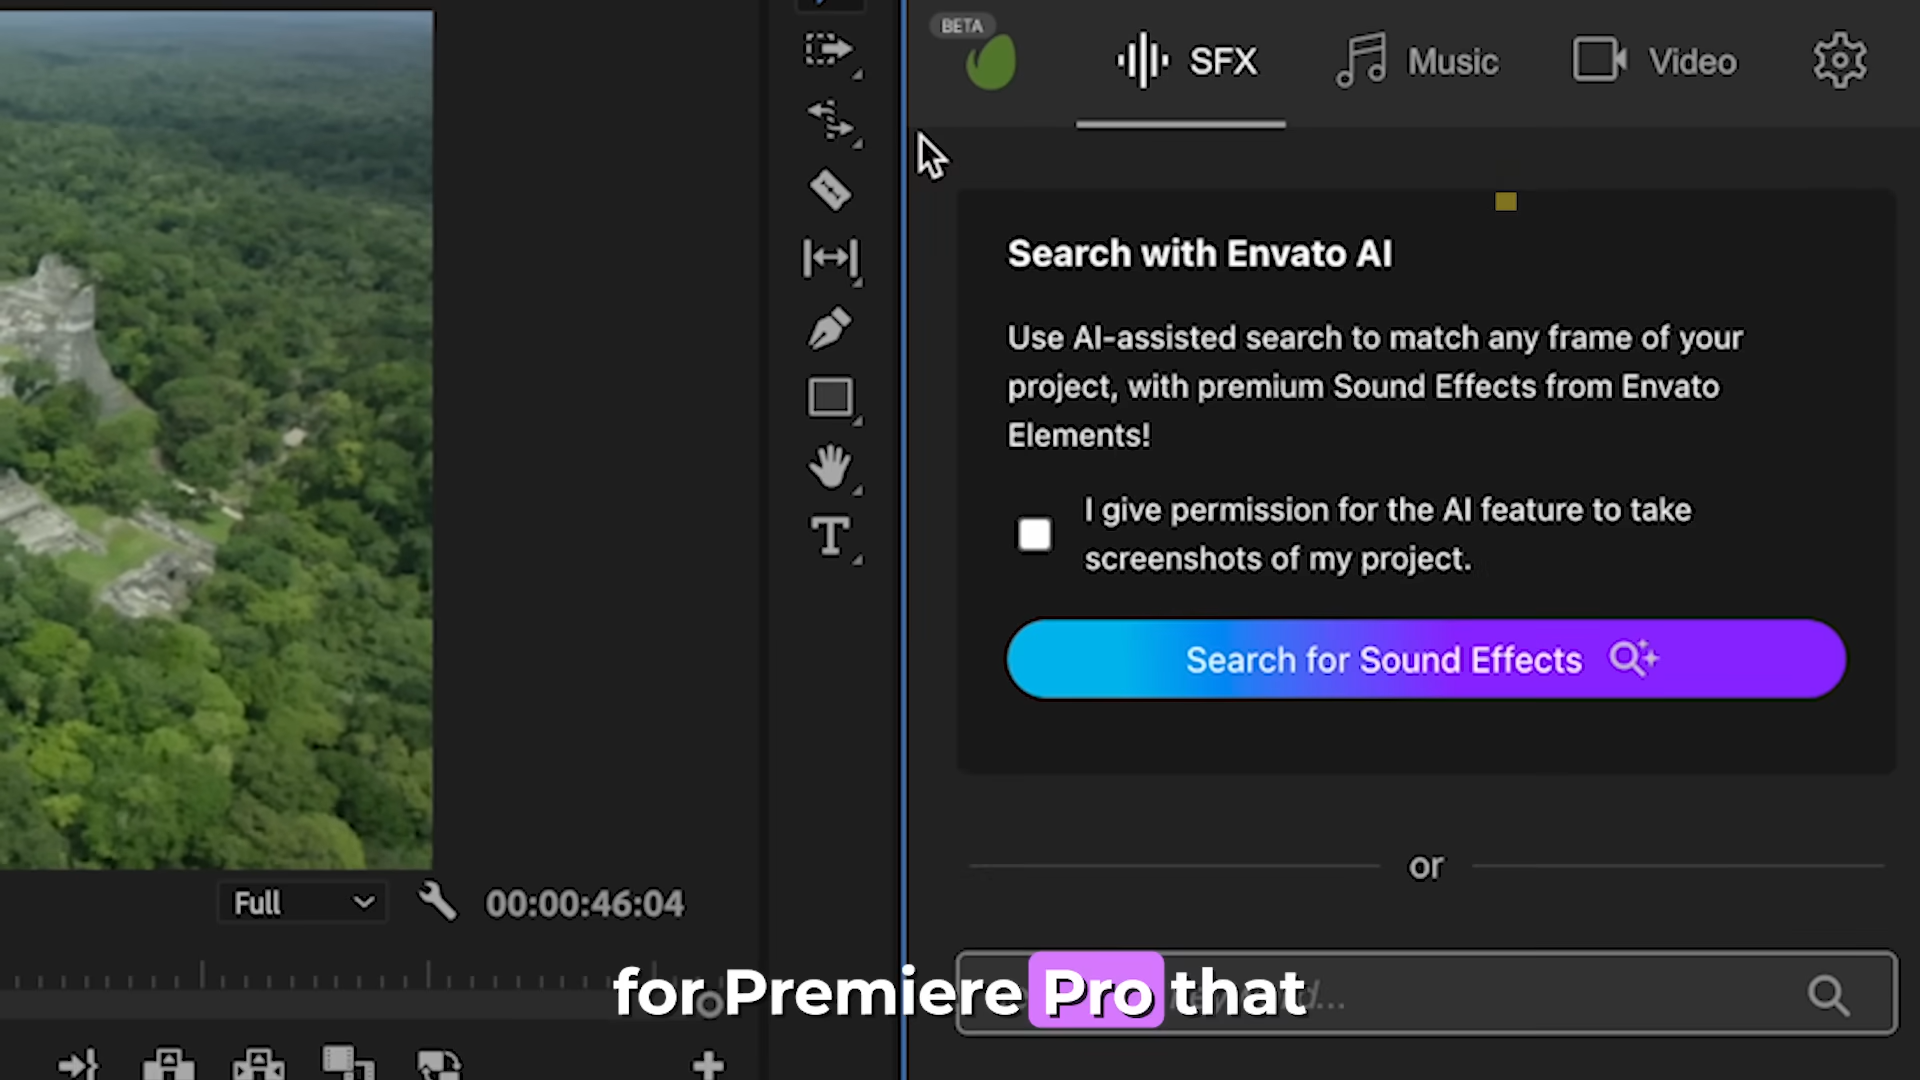 BETA
SFX
Music
Video
Search with Envato AI
Use AI-assisted search to match any frame of your
project, with premium Sound Effects from Envato
Elements!
I give permission for the AI feature to take
screenshots of my project.
Search for Sound Effects
or
Full
00:00:46:04
for Premiere Pro that